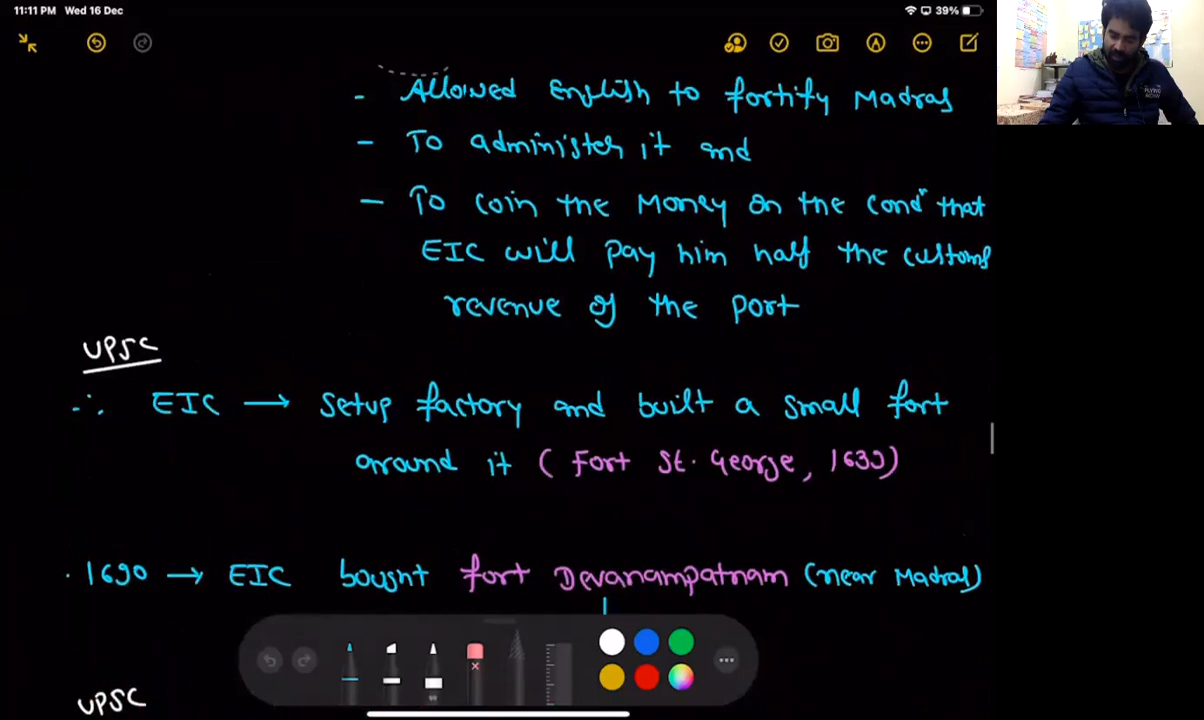 11:11 PM Wed 16 Dec
39%
- Allowed English to fortify Madras
- To administer it and
- To coin the Money on the condⁿ that
EIC will pay him half the customs
revenue of the port
UPSC
∴ EIC → Setup factory and built a small fort
around it ( Fort St. George, 1639)
· 1690 → EIC bought fort Devanampatnam (near Madras)
UPSC